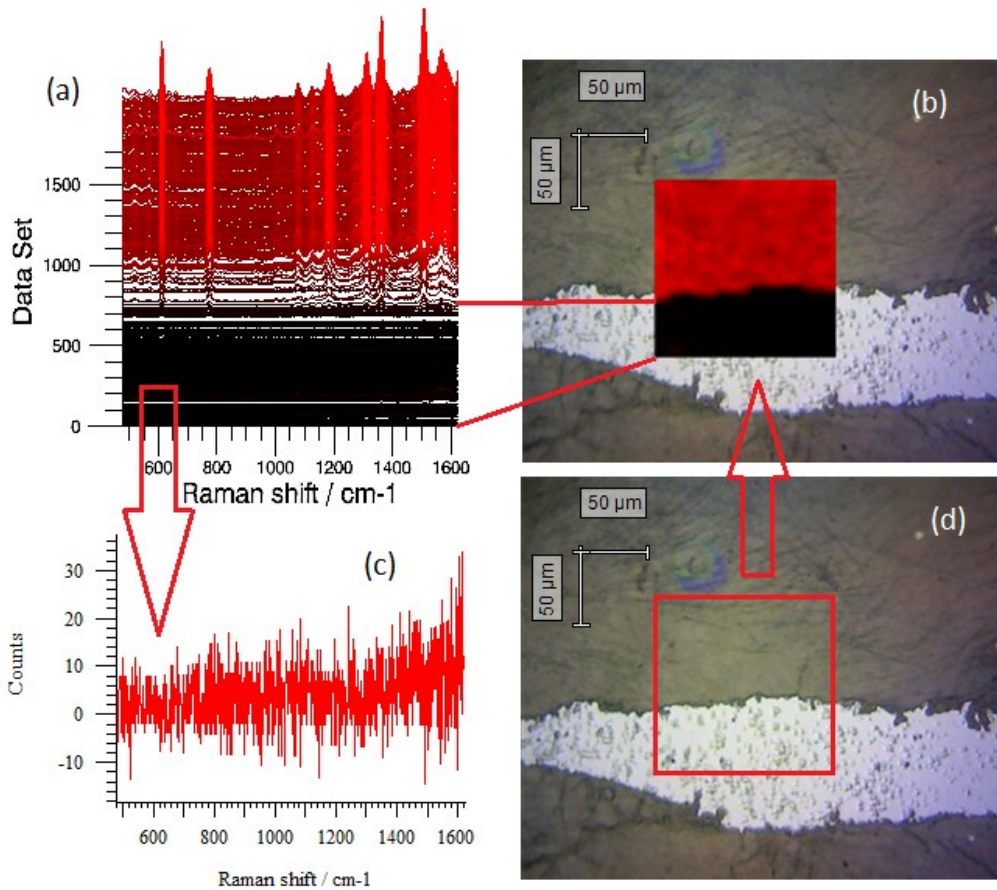 (a)
Data Set
1500
1000
500
0
600 800 1000 1200 1400 1600
Raman shift / cm-1
50 µm
50 µm
(b)
(c)
Counts
30
20
10
0
-10
600 800 1000 1200 1400 1600
Raman shift / cm-1
50 µm
50 µm
(d)